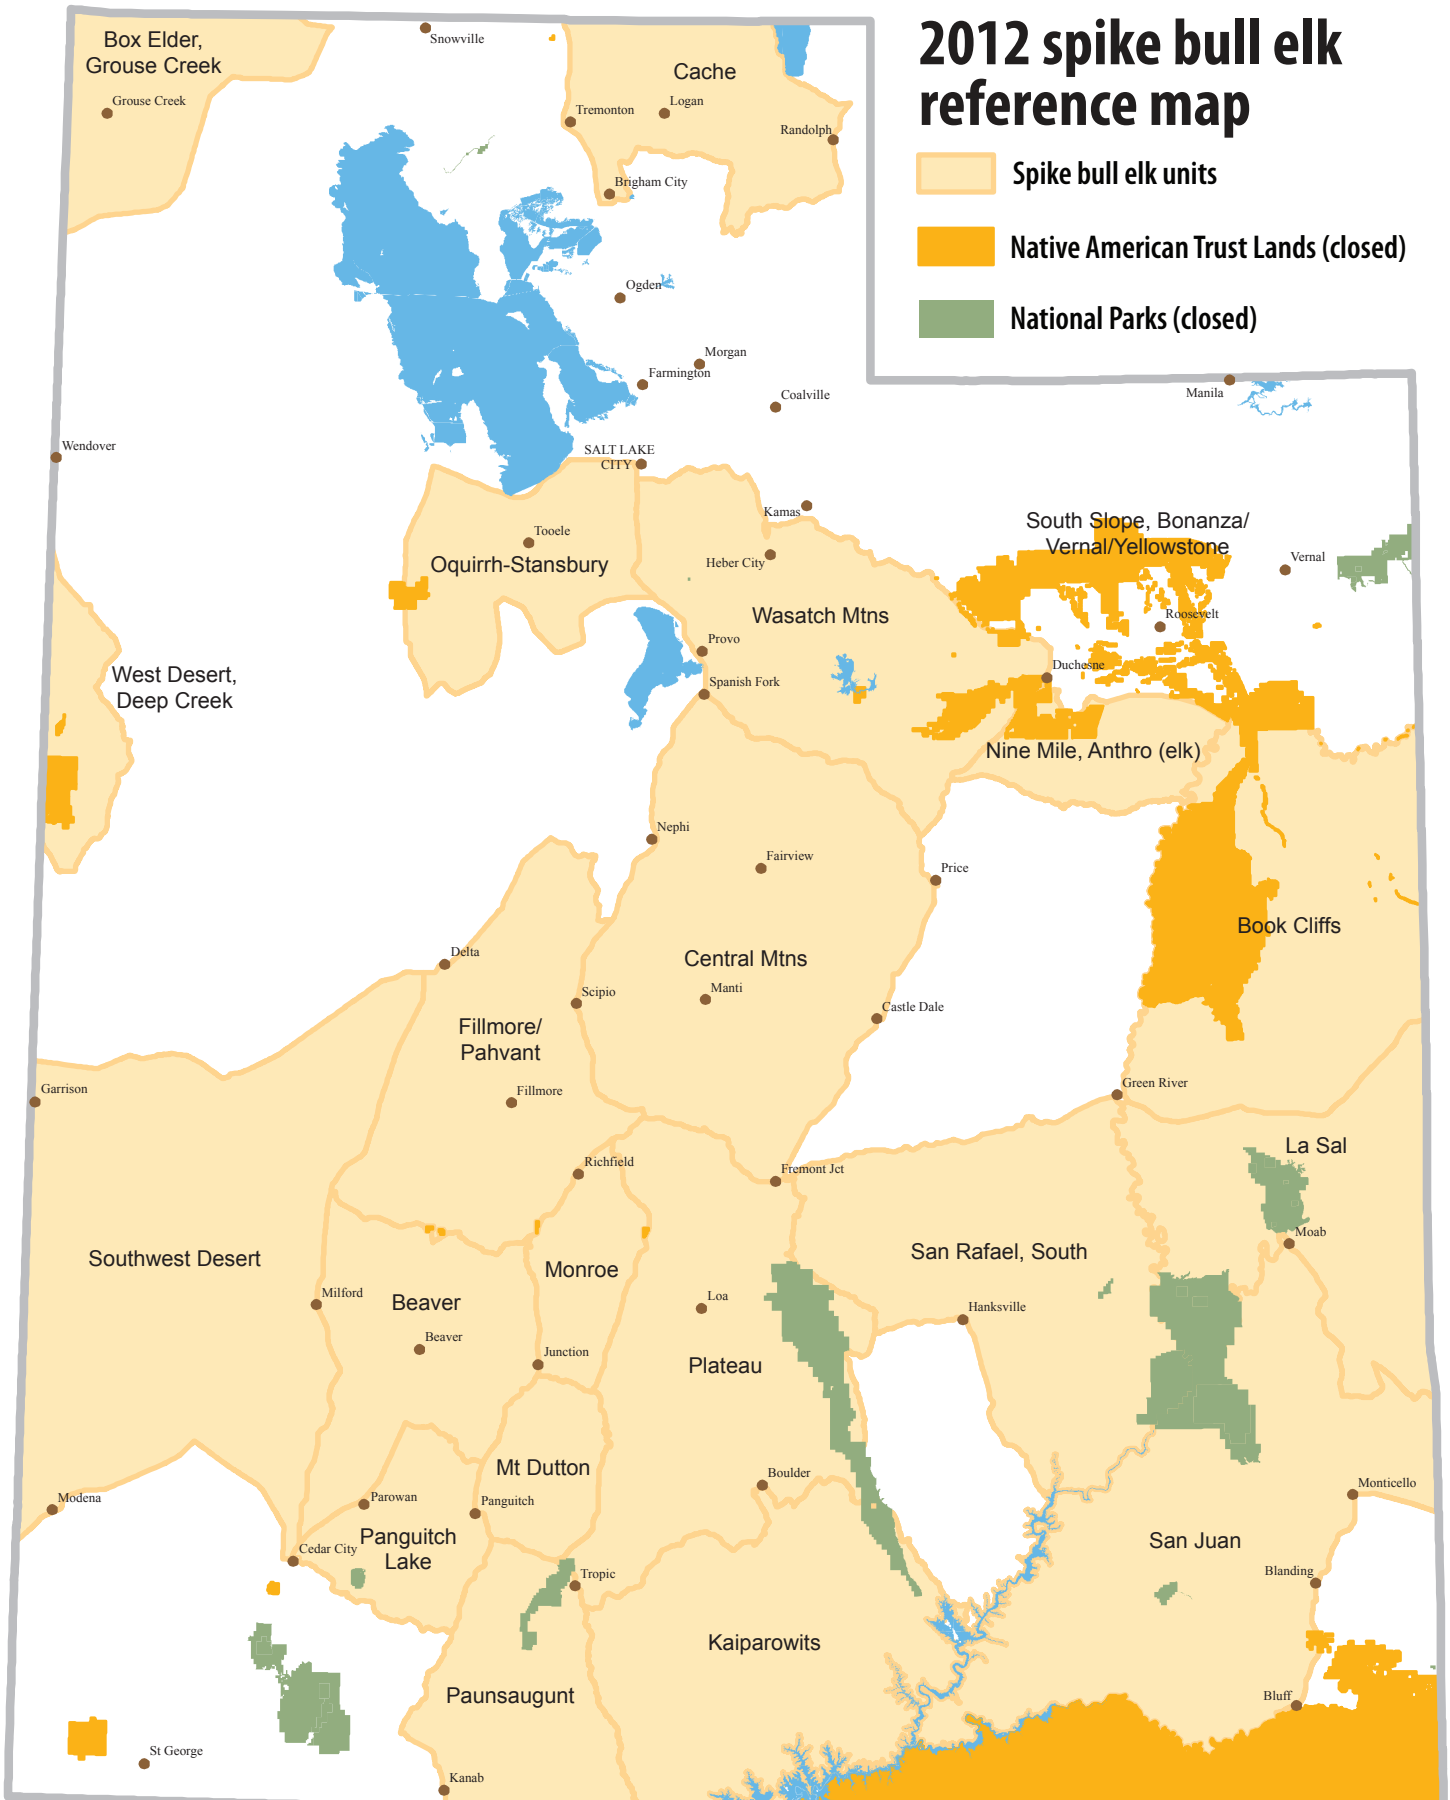 2012 spike bull elk
reference map
Spike bull elk units
Native American Trust Lands (closed)
National Parks (closed)
Box Elder,
Grouse Creek
Grouse Creek
Snowville
Cache
Logan
Tremonton
Randolph
Brigham City
Ogden
Morgan
Farmington
Coalville
Manila
Wendover
SALT LAKE
CITY
Kamas
Tooele
Oquirrh-Stansbury
Heber City
South Slope, Bonanza/
Vernal/Yellowstone
Vernal
Roosevelt
Wasatch Mtns
Provo
Duchesne
Spanish Fork
West Desert,
Deep Creek
Nine Mile, Anthro (elk)
Nephi
Fairview
Price
Book Cliffs
Delta
Central Mtns
Manti
Scipio
Castle Dale
Fillmore/
Pahvant
Fillmore
Garrison
Green River
La Sal
Richfield
Fremont Jct
Moab
Southwest Desert
Monroe
San Rafael, South
Milford
Beaver
Beaver
Loa
Hanksville
Junction
Plateau
Mt Dutton
Boulder
Modena
Parowan
Panguitch
Monticello
Panguitch
Lake
Cedar City
San Juan
Tropic
Blanding
Kaiparowits
Paunsaugunt
Bluff
St George
Kanab